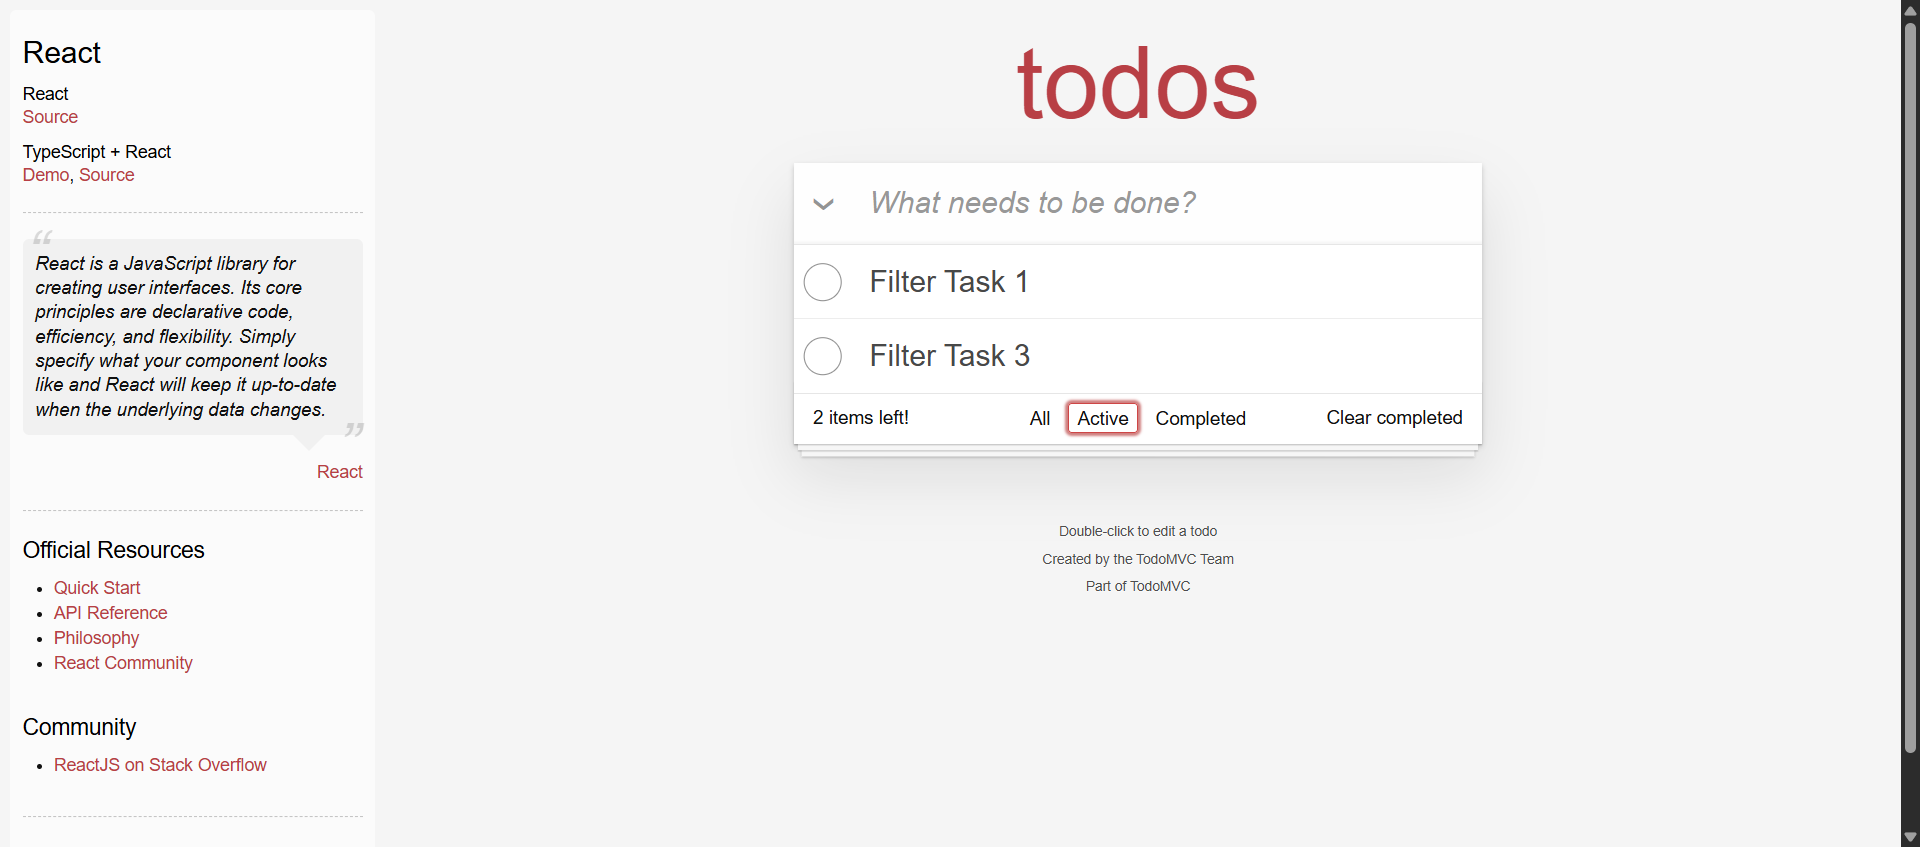 React
React
Source
TypeScript + React
Demo, Source
“
React is a JavaScript library for
creating user interfaces. Its core
principles are declarative code,
efficiency, and flexibility. Simply
specify what your component looks
like and React will keep it up-to-date
when the underlying data changes.
”
React
Official Resources
• Quick Start
• API Reference
• Philosophy
• React Community
Community
• ReactJS on Stack Overflow
todos
What needs to be done?
Filter Task 1
Filter Task 3
2 items left! All Active Completed Clear completed
Double-click to edit a todo
Created by the TodoMVC Team
Part of TodoMVC